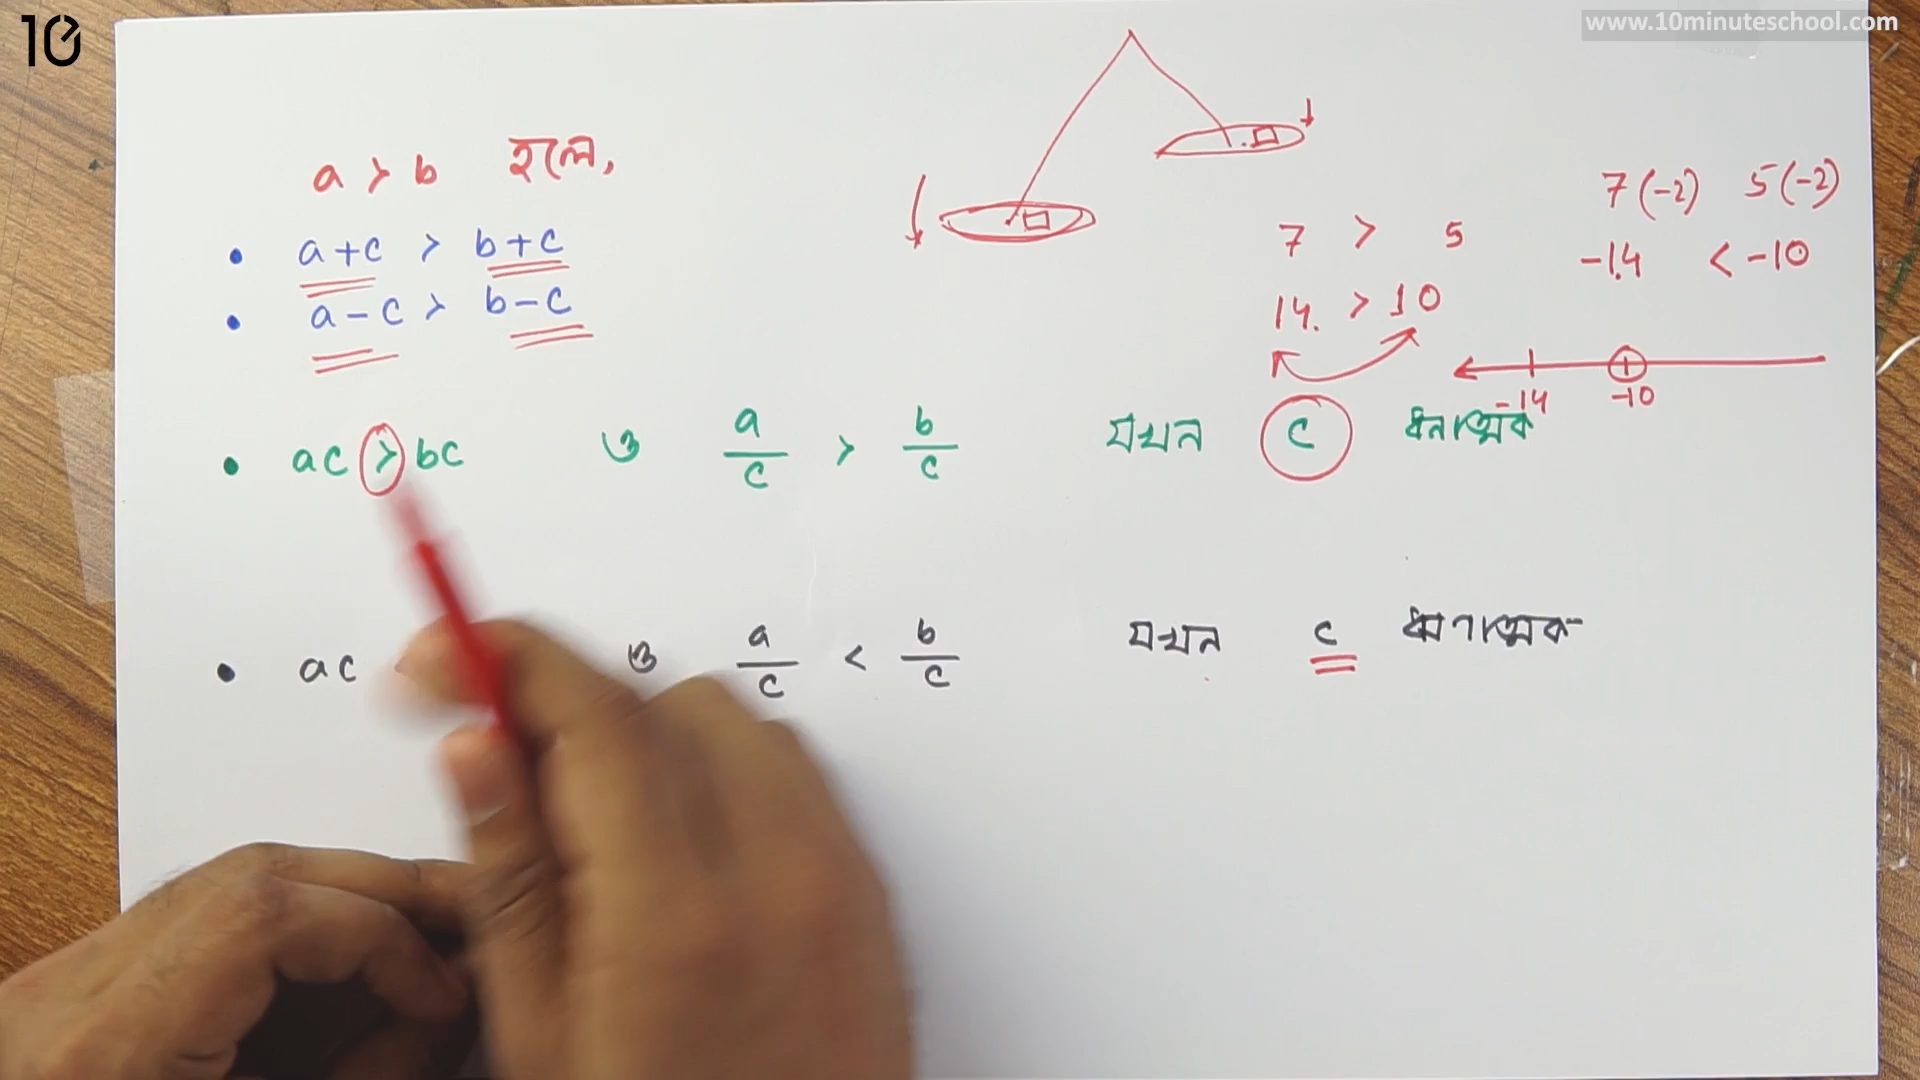 10
www.10minuteschool.com
a > b হলে,
a+c > b+c
a-c > b-c
7 > 5
14. > 10
7(-2) 5(-2)
-14 < -10
-14 -10
ac > bc ও a/c > b/c যখন c ধনাত্মক
ac ও a/c < b/c যখন c ঋণাত্মক